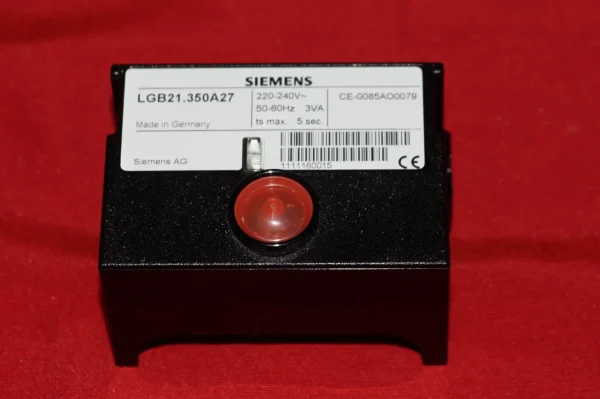 SIEMENS
LGB21.350A27
220-240V~
50-60Hz 3VA
ts max. 5 sec.
CE-0085AO0079
Made in Germany
Siemens AG
1111160015
CE